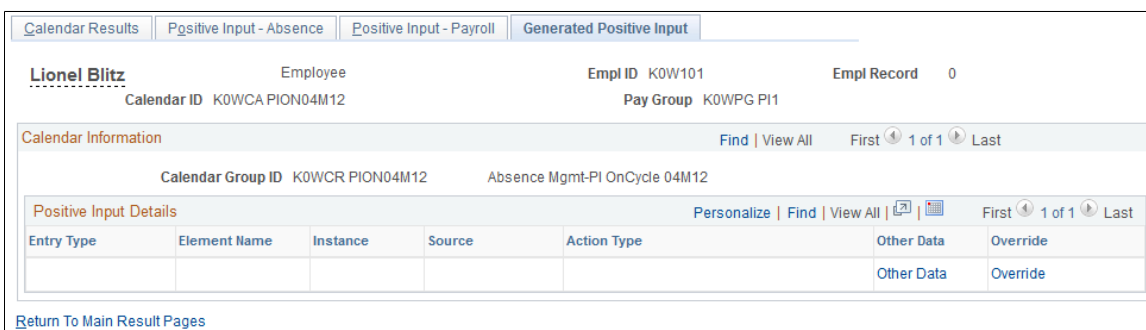 Calendar Results Positive Input - Absence Positive Input - Payroll Generated Positive Input
Lionel Blitz Employee Empl ID K0W101 Empl Record 0
Calendar ID K0WCA PION04M12 Pay Group K0WPG PI1
Calendar Information Find | View All First 1 of 1 Last
Calendar Group ID K0WCR PION04M12 Absence Mgmt-PI OnCycle 04M12
Positive Input Details Personalize | Find | View All | | First 1 of 1 Last
Entry Type Element Name Instance Source Action Type Other Data Override
Other Data Override
Return To Main Result Pages